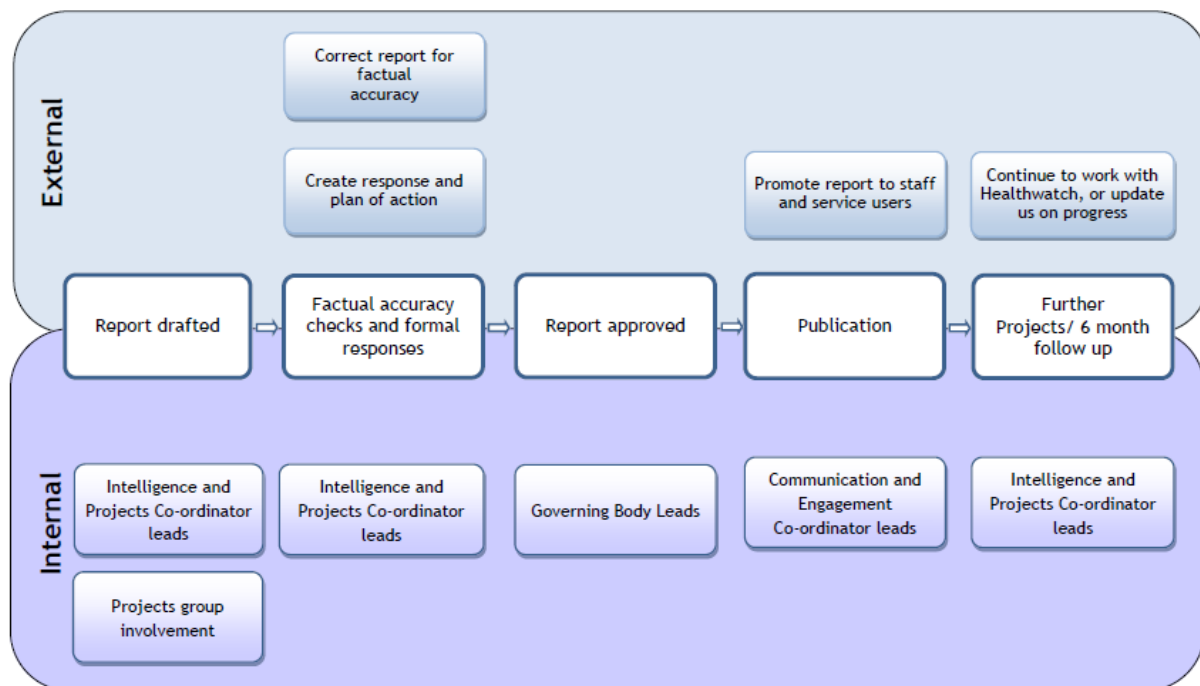 External
Correct report for
factual
accuracy
Create response and
plan of action
Promote report to staff
and service users
Continue to work with
Healthwatch, or update
us on progress
Report drafted
Factual accuracy
checks and formal
responses
Report approved
Publication
Further
Projects/ 6 month
follow up
Internal
Intelligence and
Projects Co-ordinator
leads
Intelligence and
Projects Co-ordinator
leads
Governing Body Leads
Communication and
Engagement
Co-ordinator leads
Intelligence and
Projects Co-ordinator
leads
Projects group
involvement